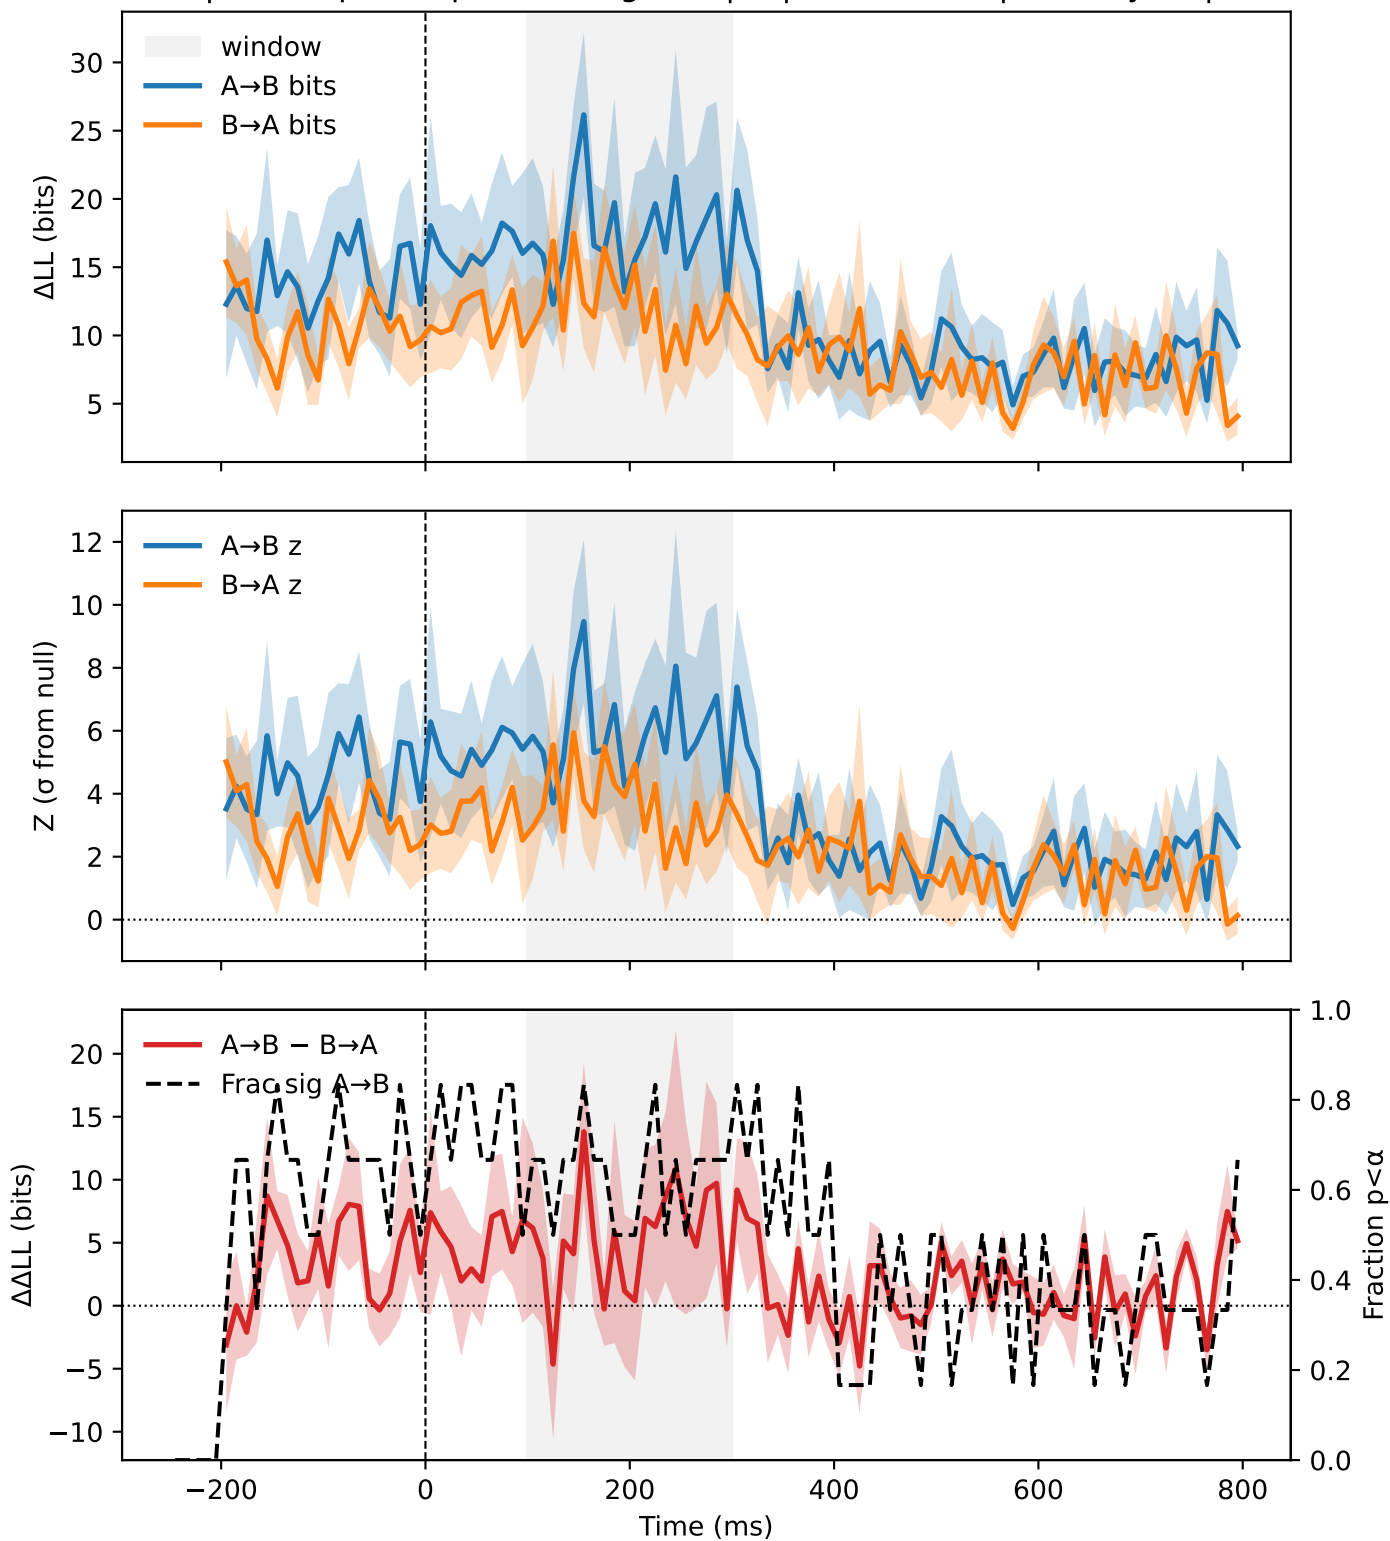 window
A→B bits
B→A bits
30
25
20
15
10
5
ΔLL (bits)
A→B z
B→A z
12
10
8
6
4
2
0
Z (σ from null)
A→B − B→A
Frac sig A→B
20
15
10
5
0
−5
−10
ΔΔLL (bits)
1.0
0.8
0.6
0.4
0.2
0.0
Fraction p<α
−200 0 200 400 600 800
Time (ms)